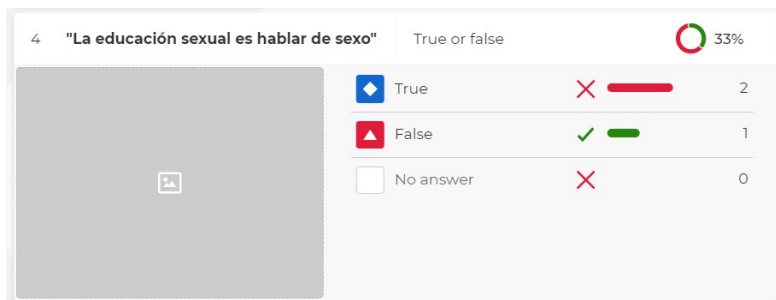 4 "La educación sexual es hablar de sexo" True or false 33%
True 2
False 1
No answer 0